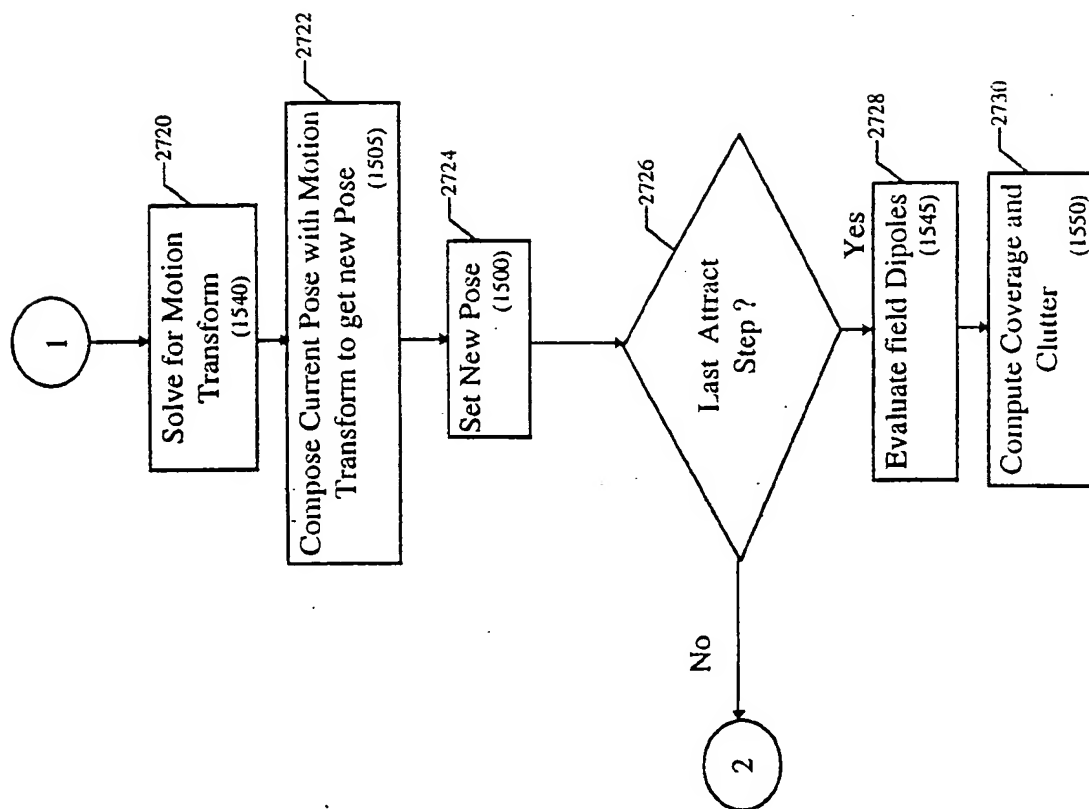 1
2720
Solve for Motion
Transform
(1540)
2722
Compose Current Pose with Motion
Transform to get new Pose
(1505)
2724
Set New Pose
(1500)
2726
Last Attract
Step ?
No
2
Yes
2728
Evaluate field Dipoles
(1545)
2730
Compute Coverage and
Clutter
(1550)